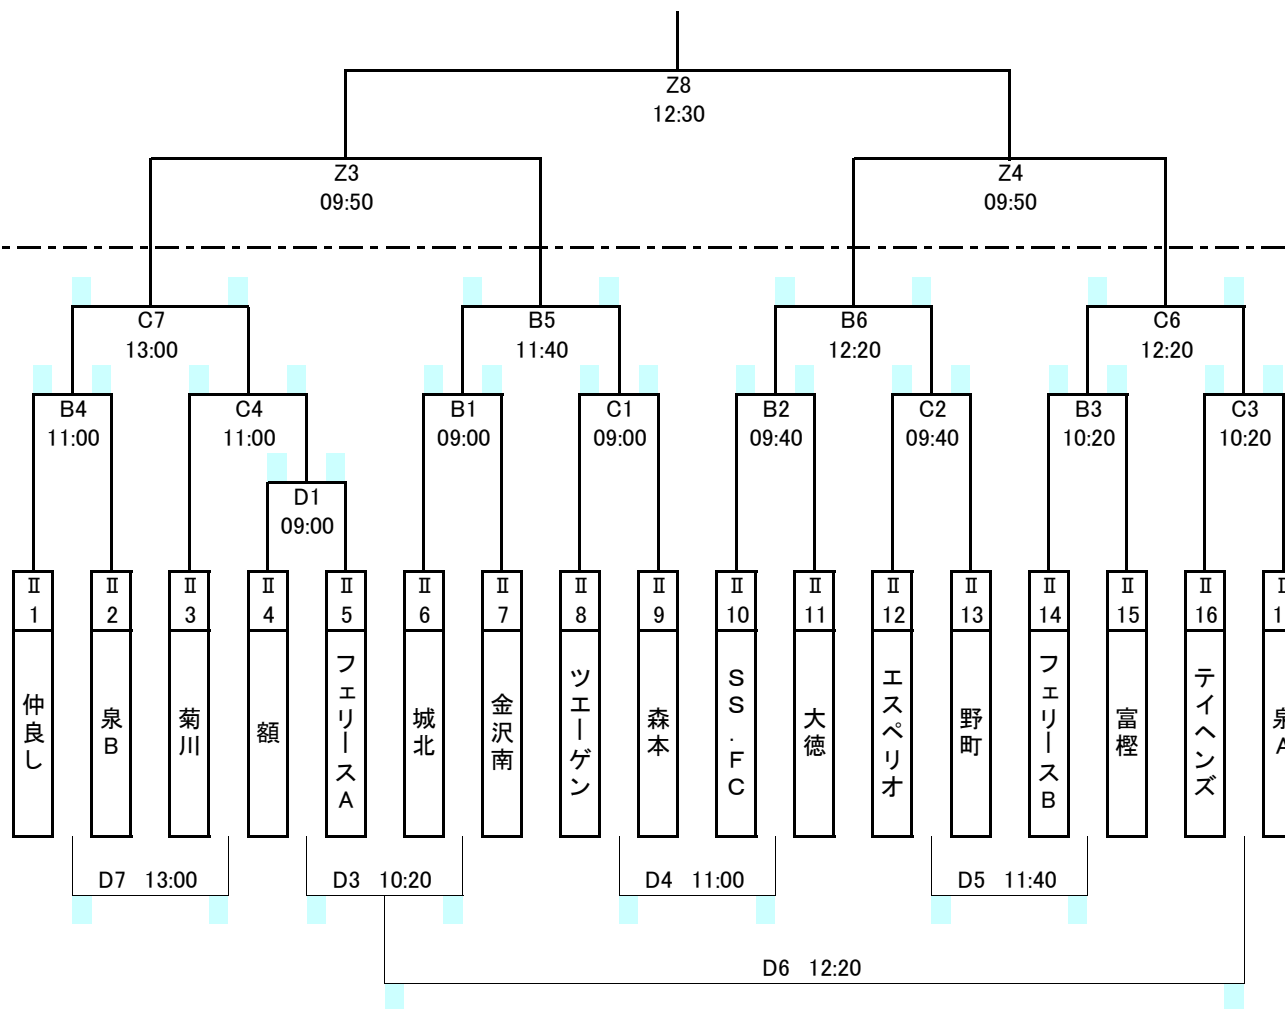 Z8
12:30
Z3
09:50
Z4
09:50
C7
13:00
B5
11:40
B6
12:20
C6
12:20
B4
11:00
C4
11:00
B1
09:00
C1
09:00
B2
09:40
C2
09:40
B3
10:20
C3
10:20
D1
09:00
Ⅱ
1
仲良し
Ⅱ
2
泉B
Ⅱ
3
菊川
Ⅱ
4
額
Ⅱ
5
フェリースA
Ⅱ
6
城北
Ⅱ
7
金沢南
Ⅱ
8
ツエーゲン
Ⅱ
9
森本
Ⅱ
10
SS.FC
Ⅱ
11
大徳
Ⅱ
12
エスペリオ
Ⅱ
13
野町
Ⅱ
14
フェリースB
Ⅱ
15
富樫
Ⅱ
16
テイヘンズ
D7 13:00
D3 10:20
D4 11:00
D5 11:40
D6 12:20